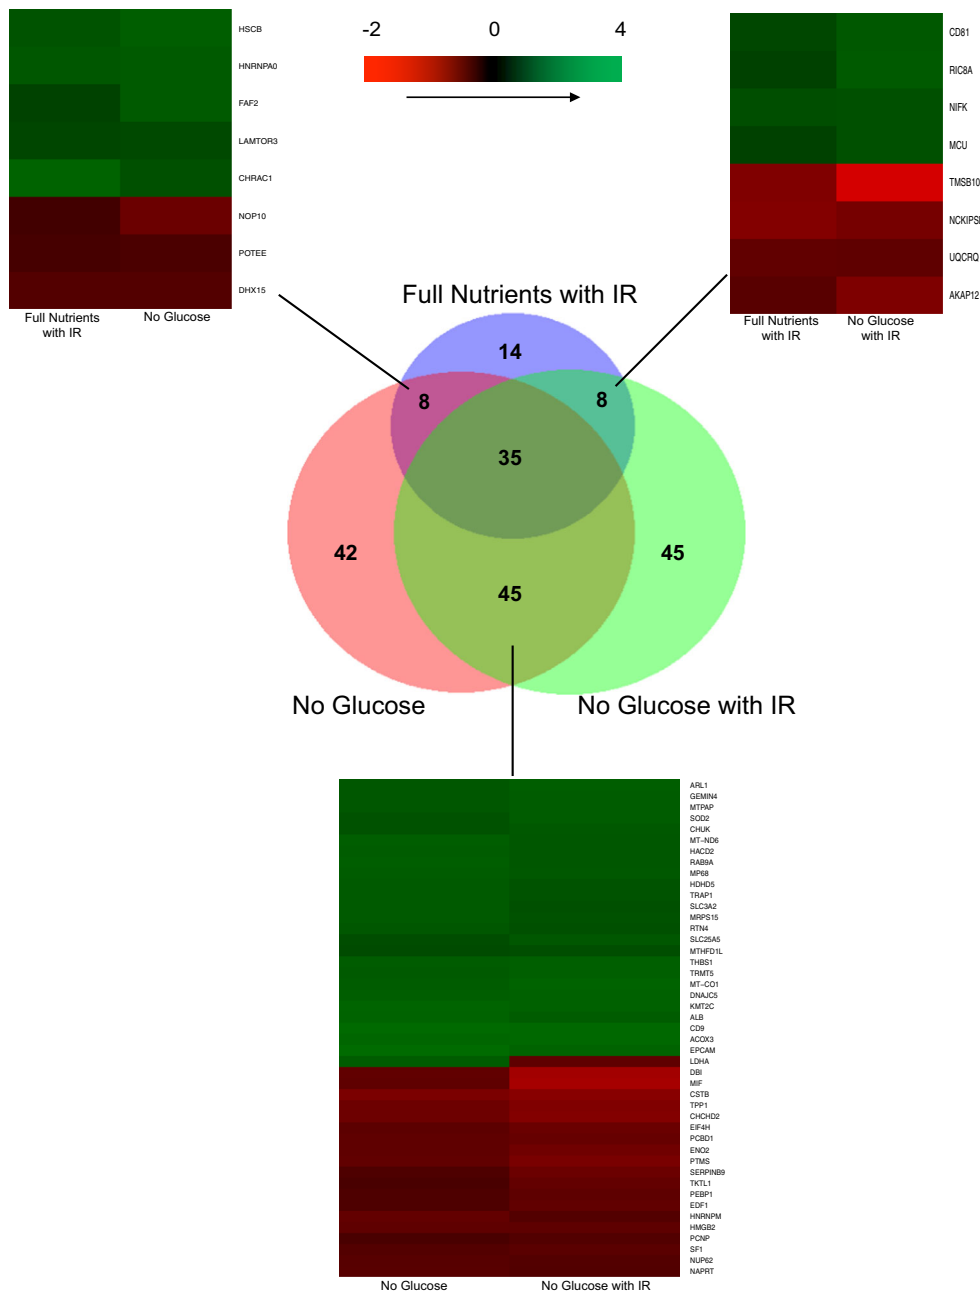 HSCB
HNRNPA0
FAF2
LAMTOR3
CHRAC1
NOP10
POTEE
DHX15
Full Nutrients
with IR
No Glucose
-2 0 4
CD81
RIC8A
NIFK
MCU
TMSB10
NCKIPS
UQCRQ
AKAP12
Full Nutrients
with IR
No Glucose
with IR
Full Nutrients with IR
14
8
8
35
42
45
45
No Glucose
No Glucose with IR
ARL1
GEMIN4
MTPAP
SOD2
CHUK
MT-ND6
HACD2
RAB9A
MP68
HDHD5
TRAP1
SLC3A2
MRPS15
RTN4
SLC25A5
MTHFD1L
THBS1
TRMT5
MT-CO1
DNAJC5
KMT2C
ALB
CD9
ACOX3
EPCAM
LDHA
DBI
MIF
CSTB
TPP1
CHCHD2
EIF4H
PCBD1
ENO2
PTMS
SERPINB9
TKTL1
PEBP1
EDF1
HNRNPM
HMGB2
PCNP
SF1
NUP62
NAPRT
No Glucose
No Glucose with IR